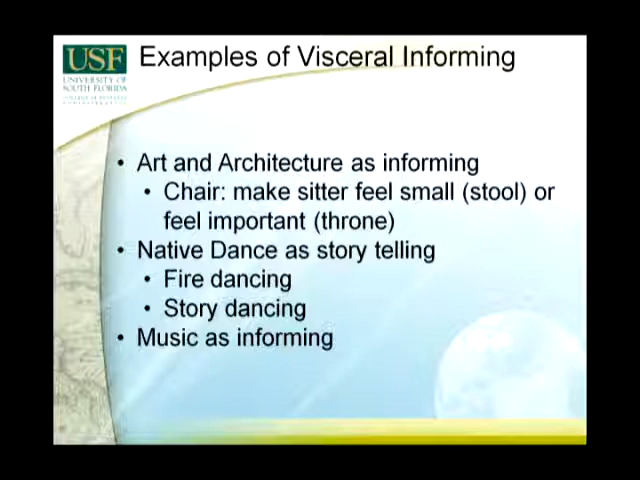 USF
UNIVERSITY OF
SOUTH FLORIDA
Examples of Visceral Informing
• Art and Architecture as informing
• Chair: make sitter feel small (stool) or
feel important (throne)
• Native Dance as story telling
• Fire dancing
• Story dancing
• Music as informing